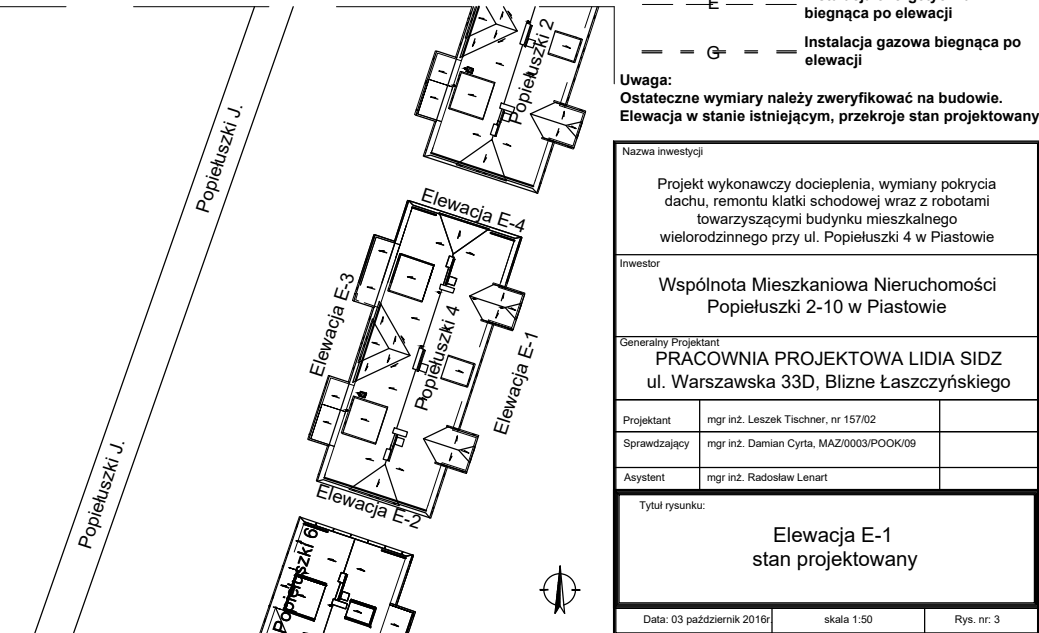 E
biegnąca po elewacji
G
Instalacja gazowa biegnąca po
elewacji
Uwaga:
Ostateczne wymiary należy zweryfikować na budowie.
Elewacja w stanie istniejącym, przekroje stan projektowany
Popiełuszki J.
Popiełuszki J.
Popiełuszki 2
Elewacja E-4
Elewacja E-3
Popiełuszki 4
Elewacja E-1
Elewacja E-2
Popiełuszki 6
Nazwa inwestycji
Projekt wykonawczy docieplenia, wymiany pokrycia
dachu, remontu klatki schodowej wraz z robotami
towarzyszącymi budynku mieszkalnego
wielorodzinnego przy ul. Popiełuszki 4 w Piastowie
Inwestor
Wspólnota Mieszkaniowa Nieruchomości
Popiełuszki 2-10 w Piastowie
Generalny Projektant
PRACOWNIA PROJEKTOWA LIDIA SIDZ
ul. Warszawska 33D, Blizne Łaszczyńskiego
Projektant mgr inż. Leszek Tischner, nr 157/02
Sprawdzający mgr inż. Damian Cyrta, MAZ/0003/POOK/09
Asystent mgr inż. Radosław Lenart
Tytuł rysunku:
Elewacja E-1
stan projektowany
Data: 03 październik 2016r. skala 1:50 Rys. nr: 3